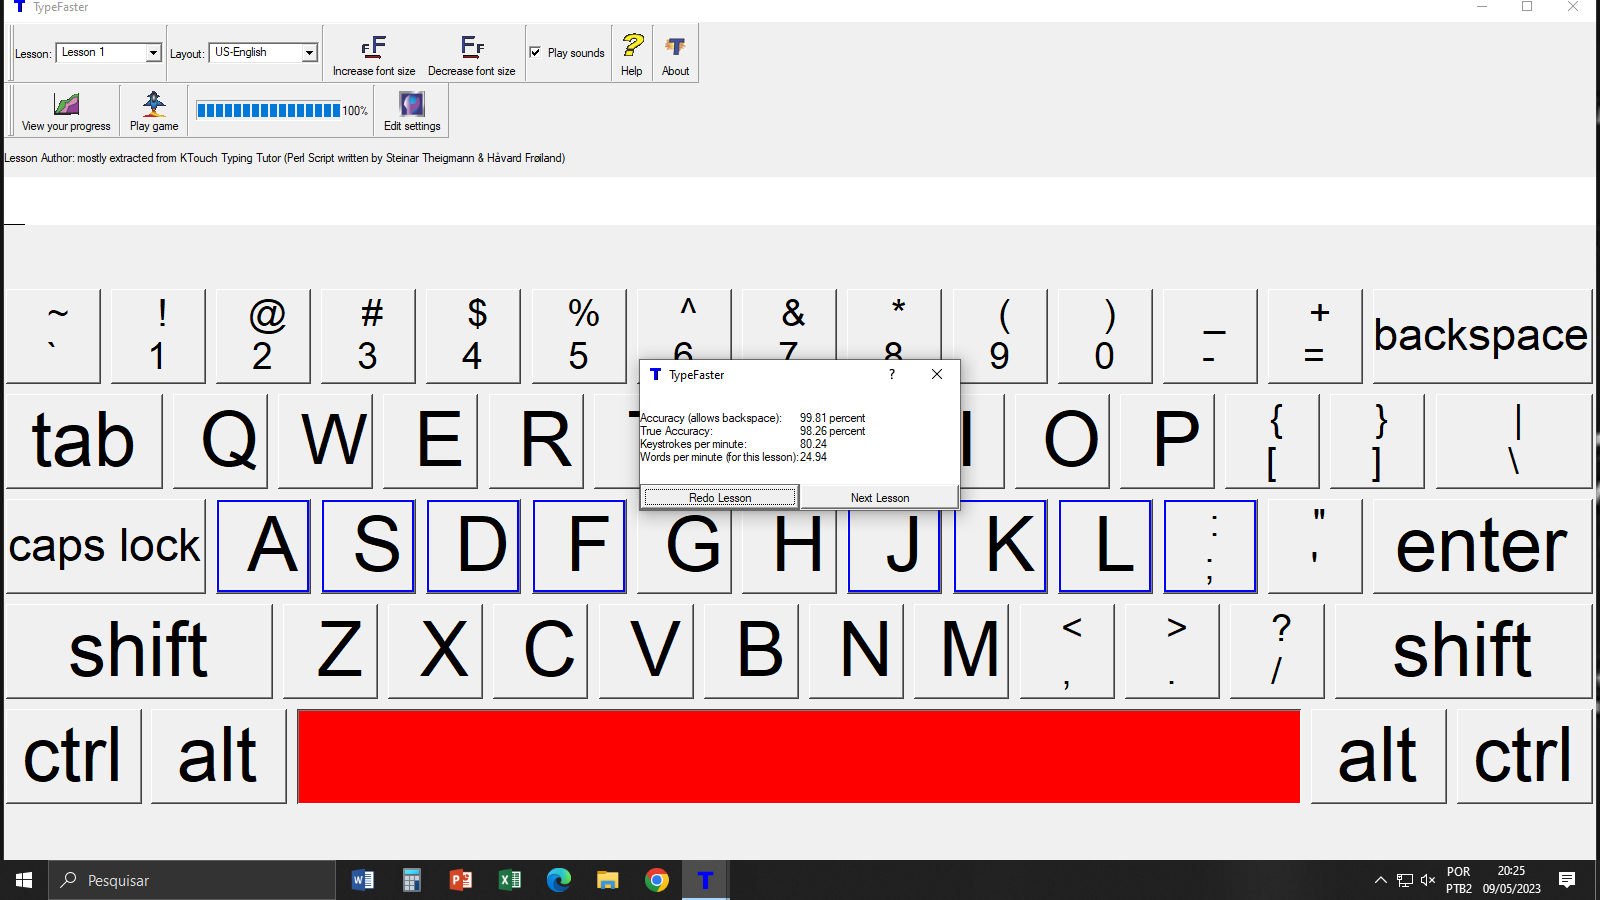 TypeFaster
Lesson: Lesson 1 Layout: US-English Increase font size Decrease font size Play sounds Help About
View your progress Play game 100% Edit settings
Lesson Author: mostly extracted from KTouch Typing Tutor (Perl Script written by Steinar Theigmann & Håvard Frøiland)
~ ! @ # $ % ^ & * ( ) _ + backspace
` 1 2 3 4 5 6 7 8 9 0 - =
TypeFaster ?
Accuracy (allows backspace): 99.81 percent
True Accuracy: 98.26 percent
Keystrokes per minute: 80.24
Words per minute (for this lesson): 24.94
Redo Lesson Next Lesson
tab Q W E R I O P { } |
[ ] \
caps lock A S D F G H J K L : " enter
; '
shift Z X C V B N M < > ? shift
, . /
ctrl alt alt ctrl
Pesquisar
POR 20:25
PTB2 09/05/2023